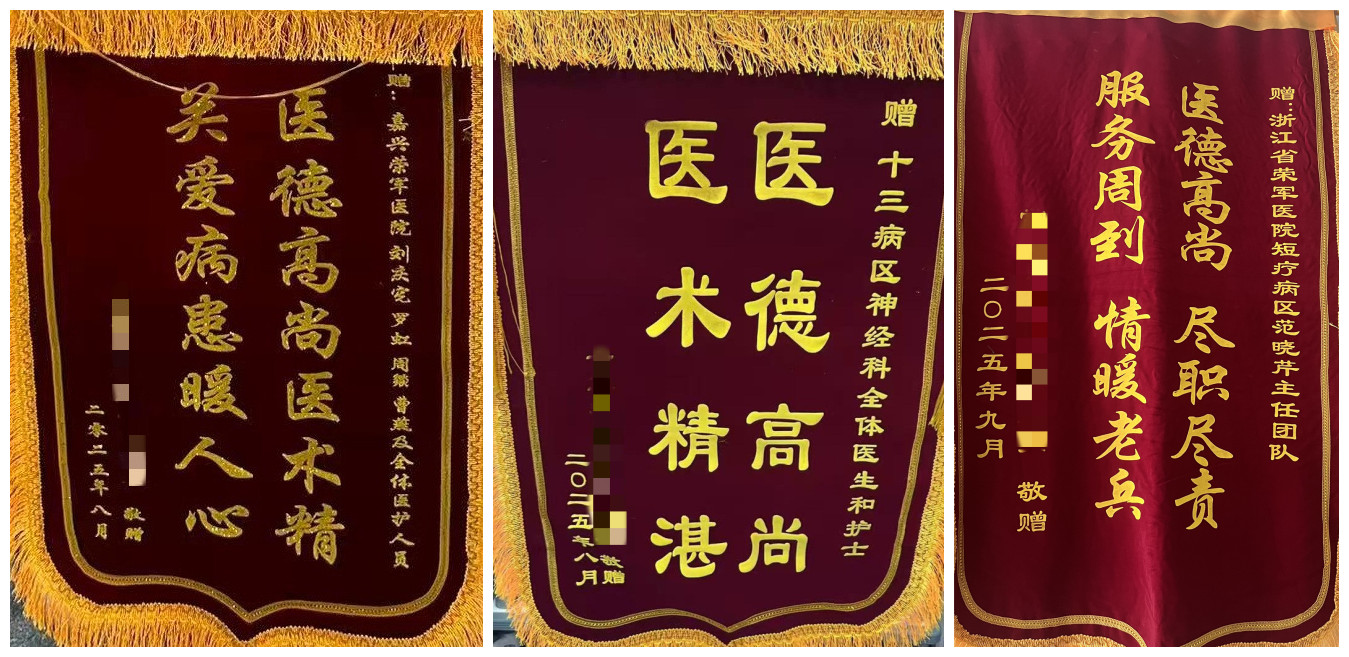 赠：嘉兴荣军医院 刘庆宪 罗虹 周燚 曹璇及全体医护人员
医德高尚医术精
关爱病患暖人心
敬赠
二零二五年八月
赠 十三病区神经科全体医生和护士
医德高尚
医术精湛
敬赠
二〇二五年八月
赠：浙江省荣军医院短疗病区范晓芹主任团队
医德高尚 尽职尽责
服务周到 情暖老兵
敬赠
二〇二五年九月